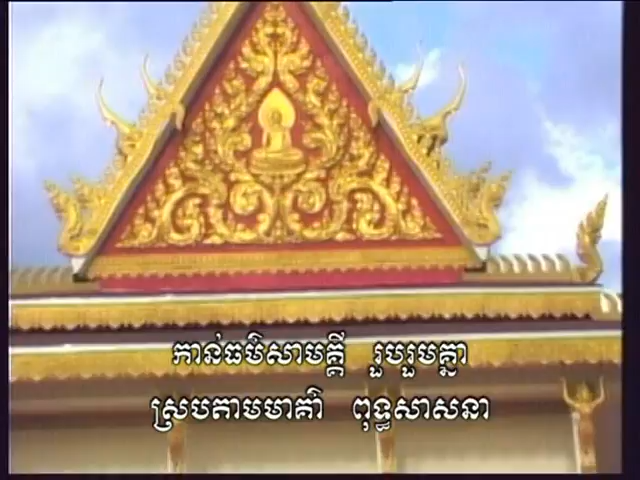 កាន់ធម៌សាមគ្គី រួបរួមគ្នា
ស្របតាមមាគ៌ា ពុទ្ធសាសនា